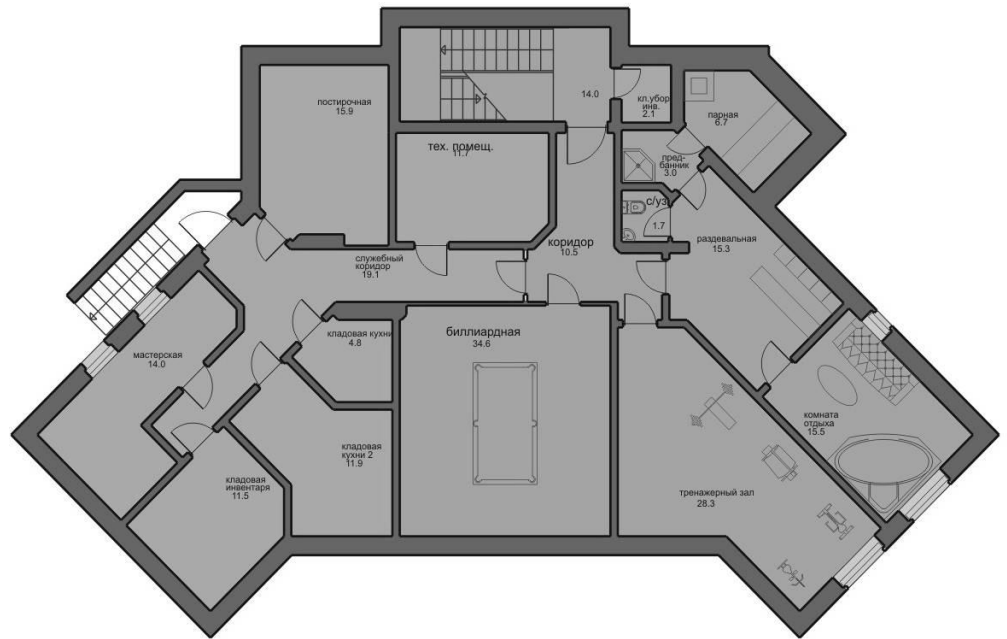 14.0
кл.убор
инв.
2.1
парная
6.7
постирочная
15.9
тех. помещ.
11.7
пред-
банник
3.0
с/уз
1.7
раздевальная
15.3
коридор
10.5
служебный
коридор
19.1
мастерская
14.0
кладовая кухни
4.8
биллиардная
34.6
комната
отдыха
15.5
кладовая
кухни 2
11.9
кладовая
инвентаря
11.5
тренажерный зал
28.3